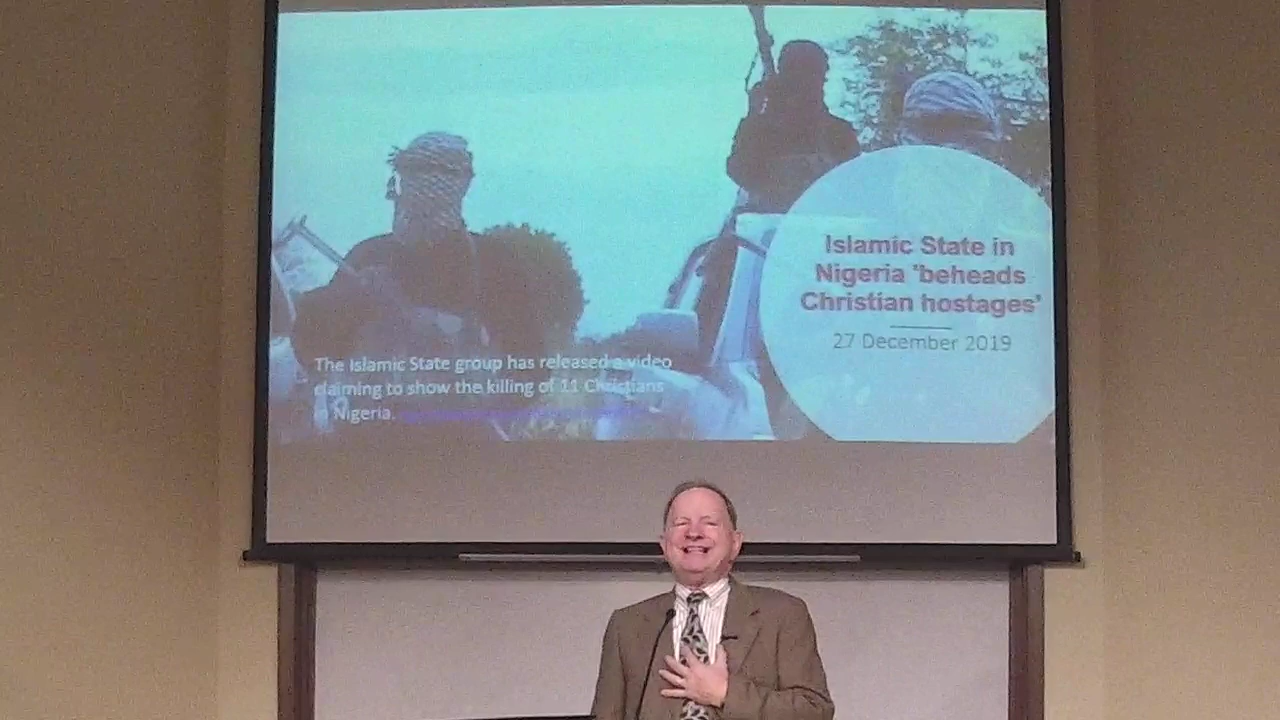 Islamic State in
Nigeria 'beheads
Christian hostages'
27 December 2019
The Islamic State group has released a video
claiming to show the killing of 11 Christians
in Nigeria.